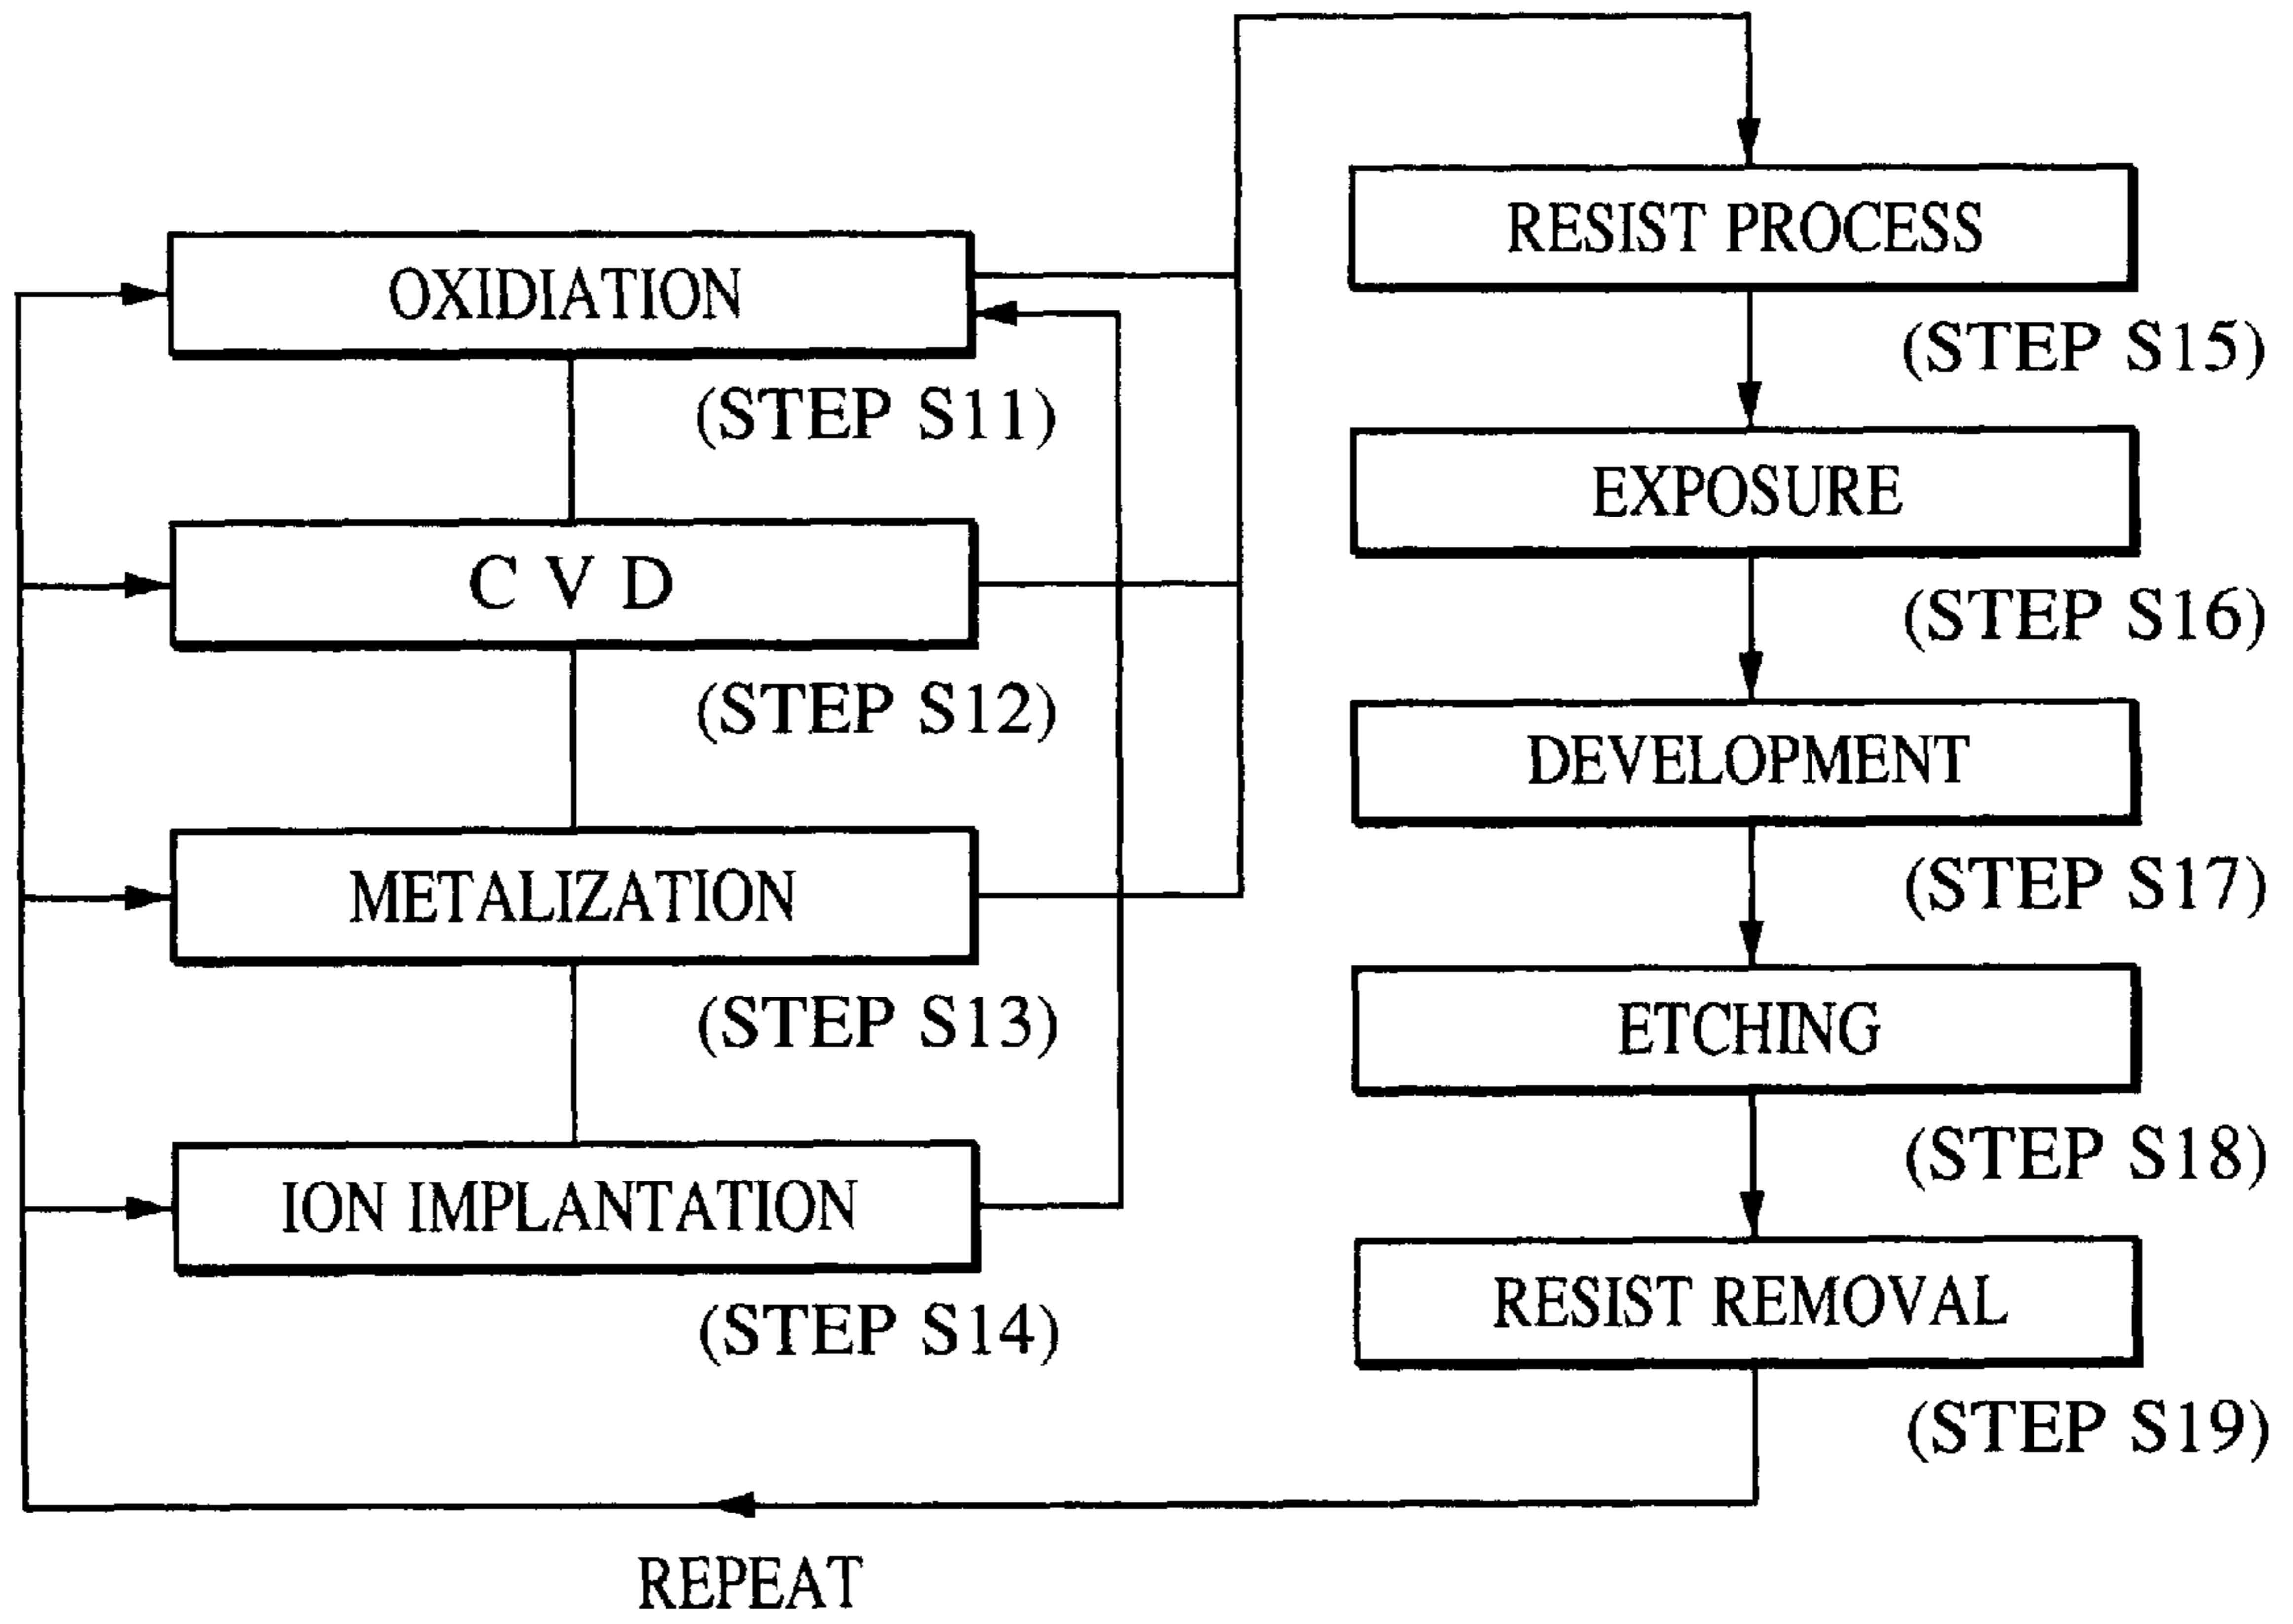 OXIDIATION
(STEP S11)
C V D
(STEP S12)
METALIZATION
(STEP S13)
ION IMPLANTATION
(STEP S14)
RESIST PROCESS
(STEP S15)
EXPOSURE
(STEP S16)
DEVELOPMENT
(STEP S17)
ETCHING
(STEP S18)
RESIST REMOVAL
(STEP S19)
REPEAT